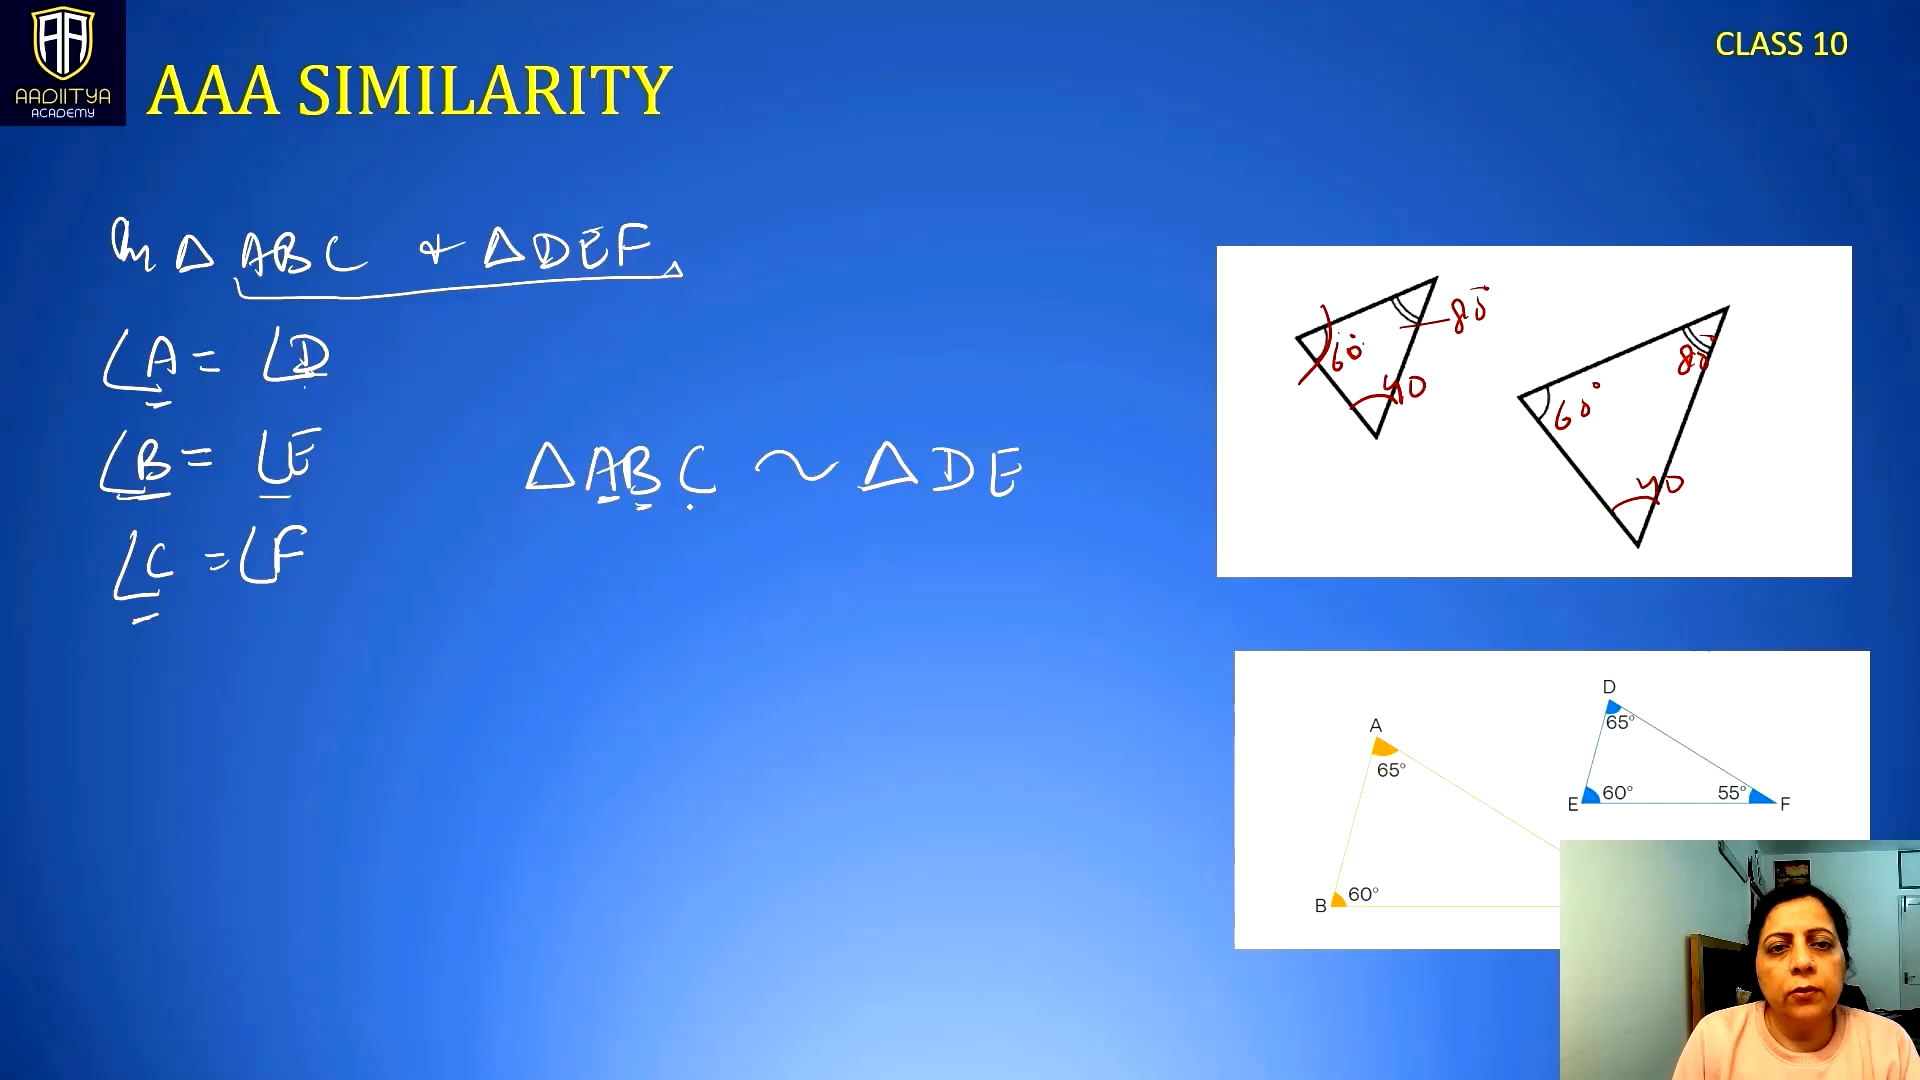 AADIITYA
ACADEMY
AAA SIMILARITY
CLASS 10
In △ ABC & △DEF
∠A = ∠D
∠B = ∠E
∠C = ∠F
△ABC ~ △DE
60°
80°
40
60°
80°
40
A
65°
B
60°
D
65°
E
60°
55°
F